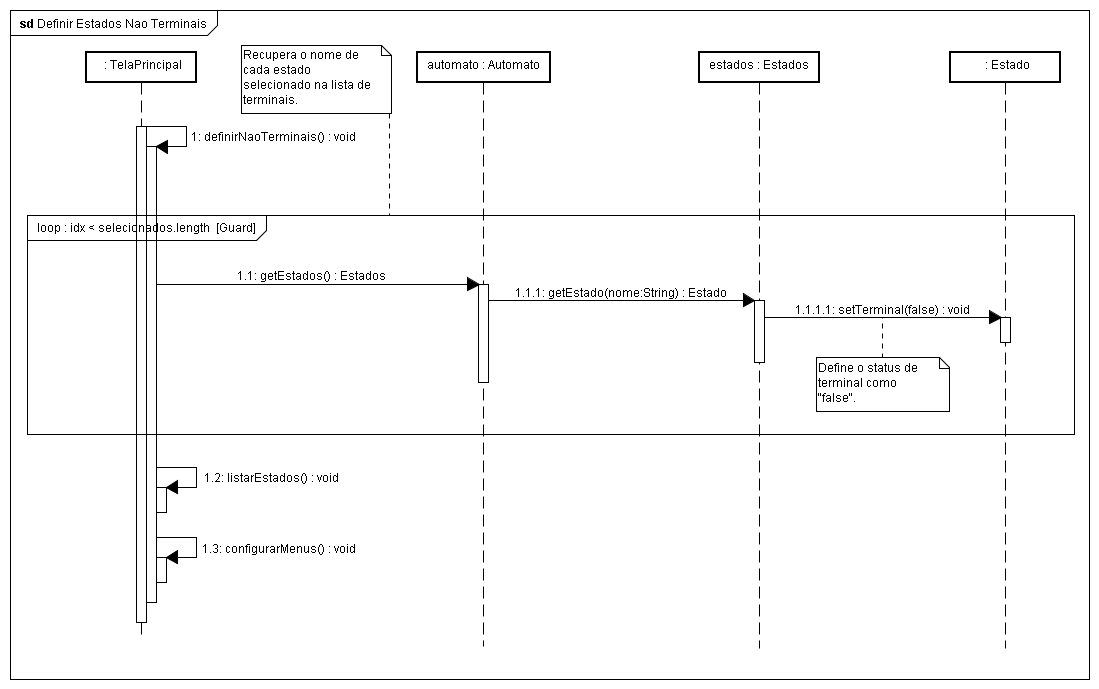 sd Definir Estados Nao Terminais
: TelaPrincipal
Recupera o nome de
cada estado
selecionado na lista de
terminais.
automato : Automato
estados : Estados
: Estado
1: definirNaoTerminais() : void
loop : idx < selecionados.length [Guard]
1.1: getEstados() : Estados
1.1.1: getEstado(nome:String) : Estado
1.1.1.1: setTerminal(false) : void
Define o status de
terminal como
"false".
1.2: listarEstados() : void
1.3: configurarMenus() : void